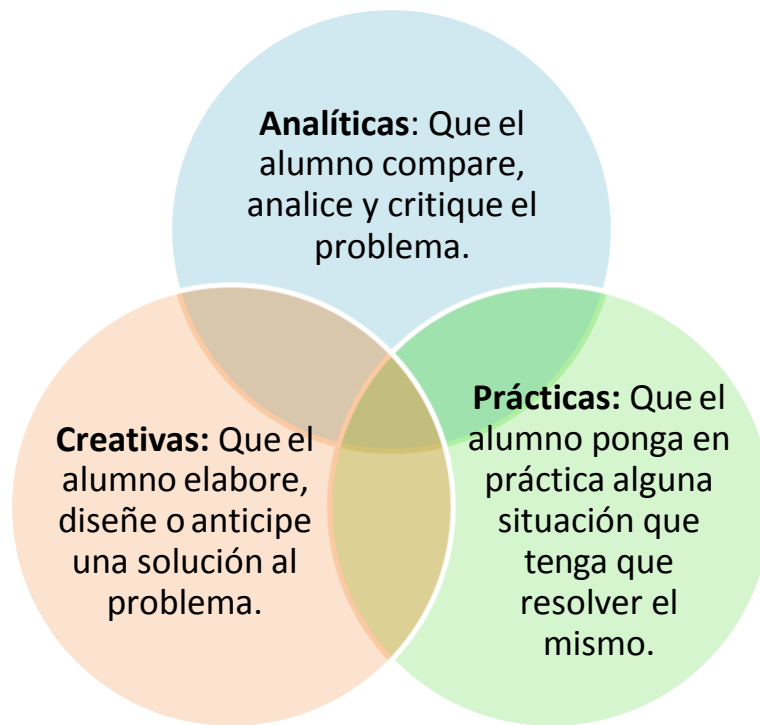 Analíticas: Que el
alumno compare,
analice y critique el
problema.
Creativas: Que el
alumno elabore,
diseñe o anticipe
una solución al
problema.
Prácticas: Que el
alumno ponga en
práctica alguna
situación que
tenga que
resolver el
mismo.